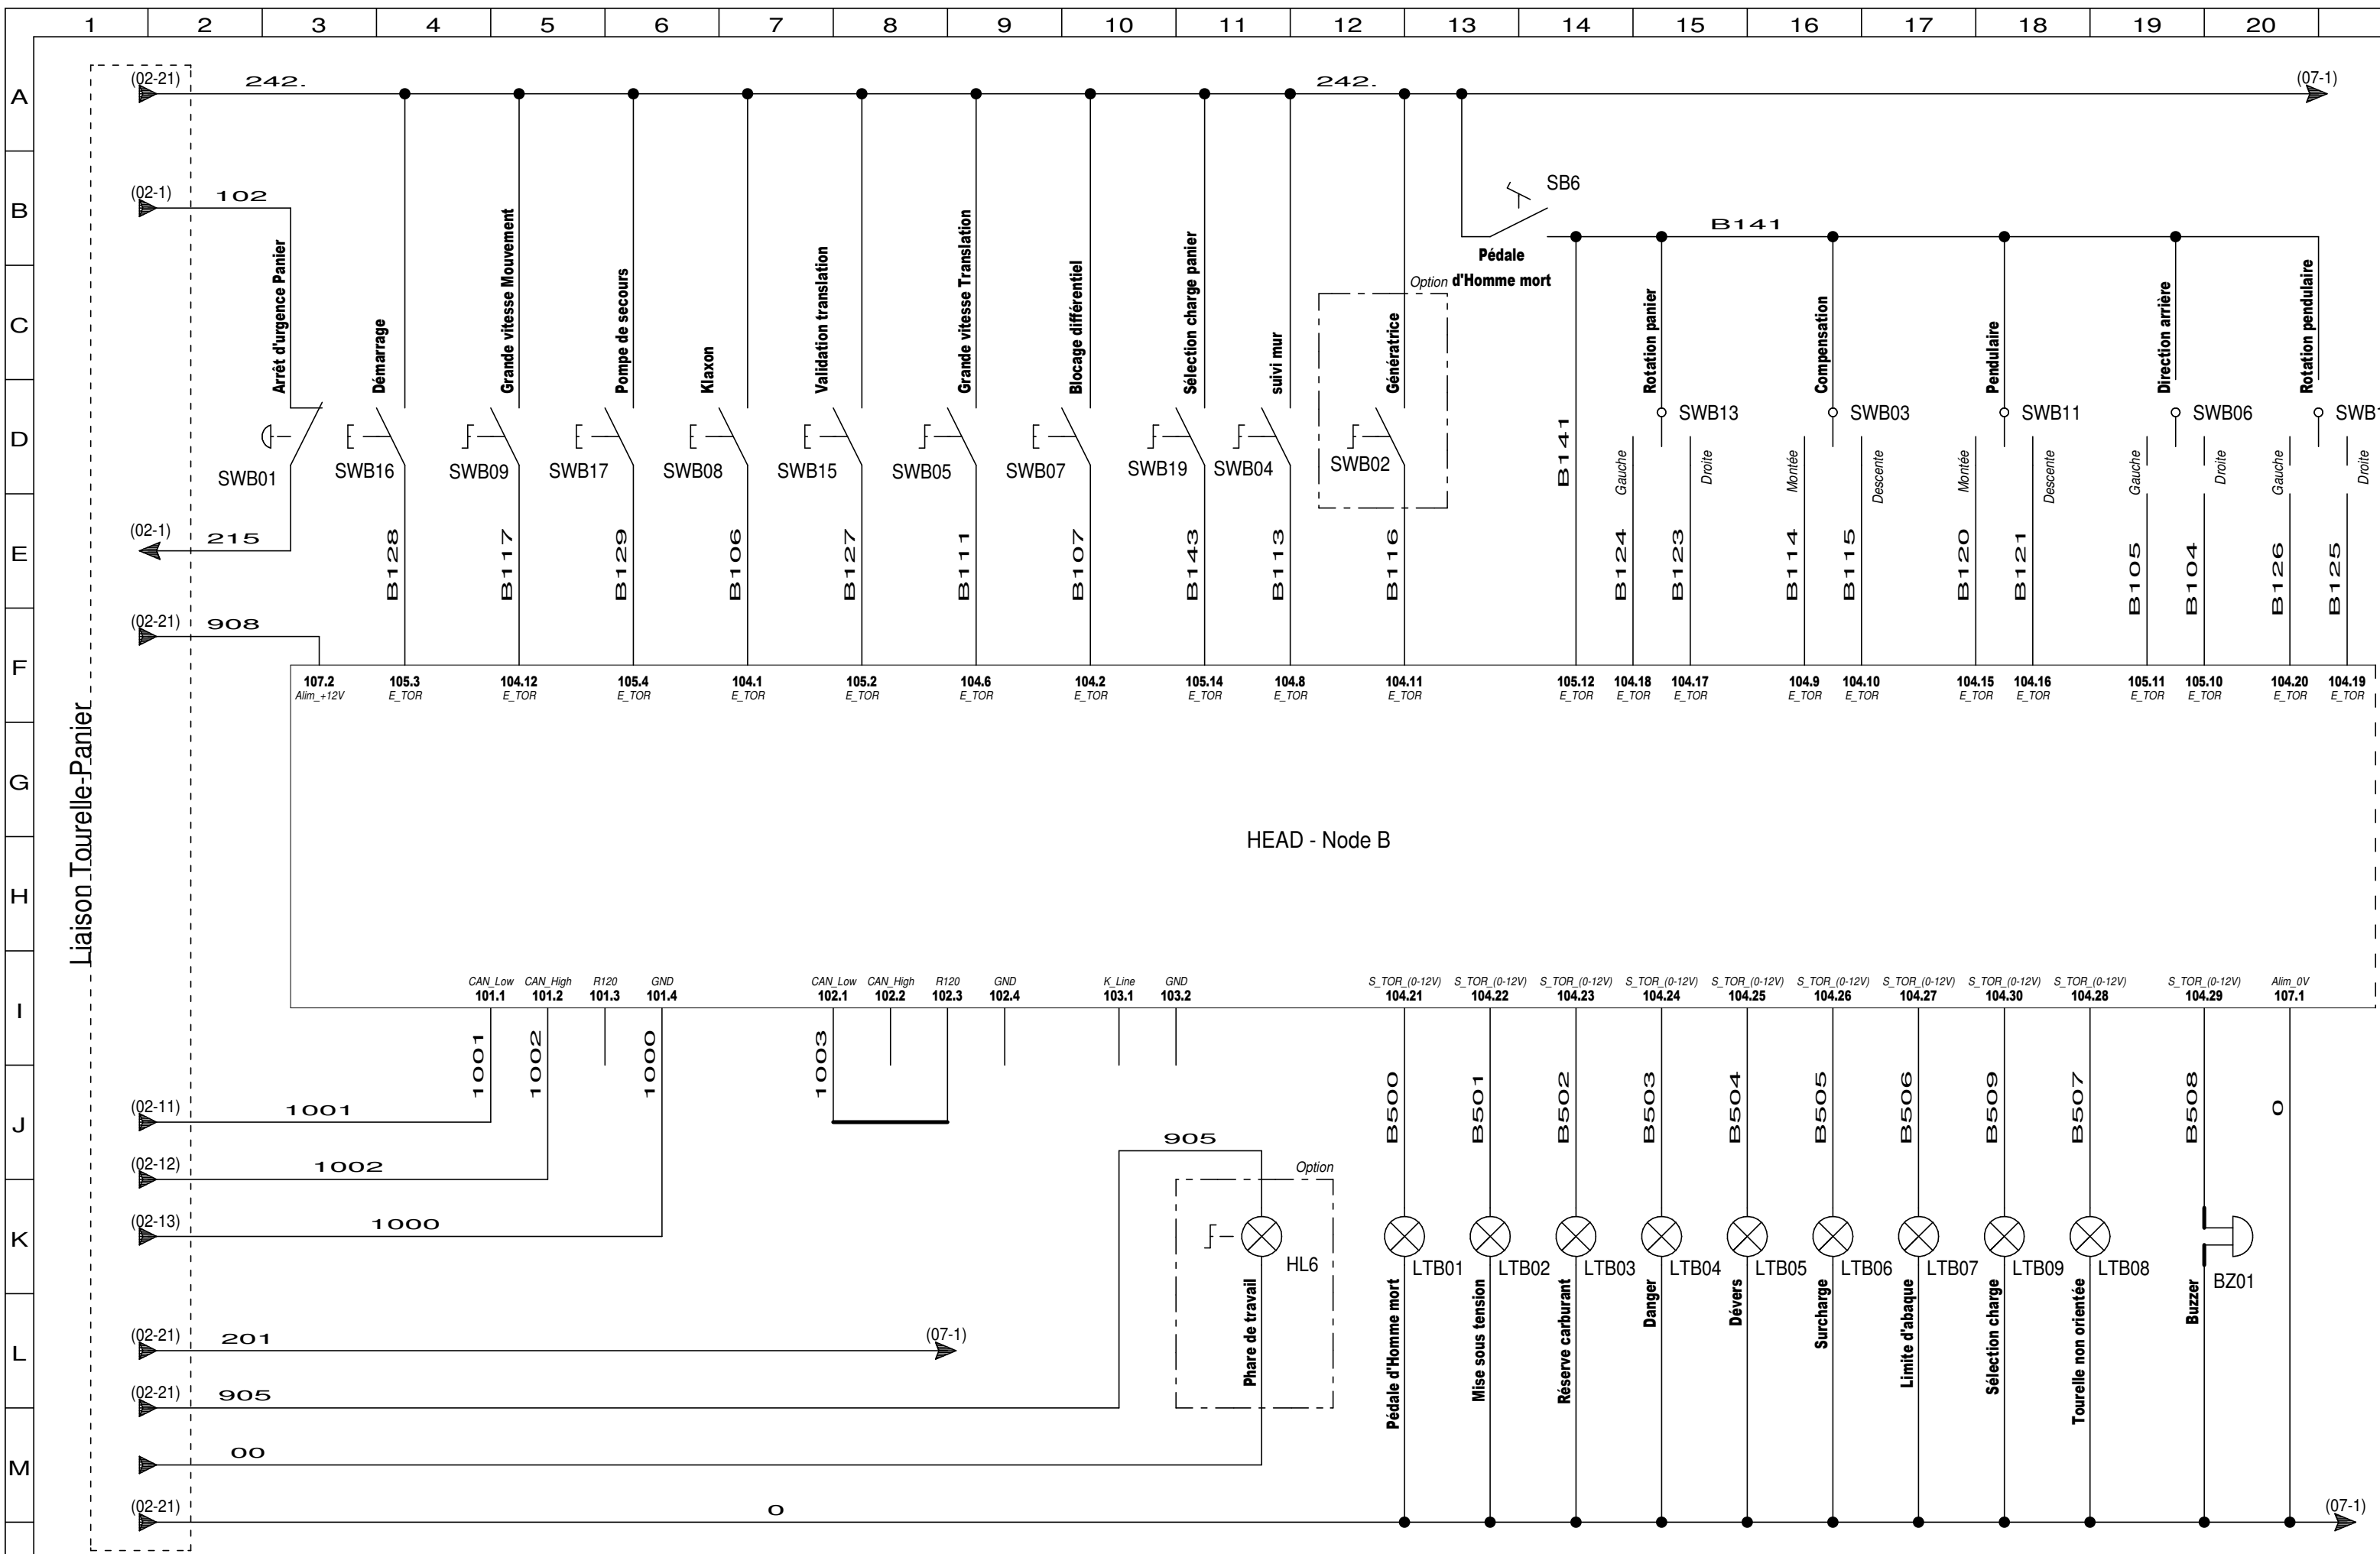 1 2 3 4 5 6 7 8 9 10 11 12 13 14 15 16 17 18 19 20
A
(02-21) 242. 242. (07-1)
B
(02-1) 102
SB6
B141
Pédale
d'Homme mort
Option
C
Arrêt d'urgence Panier
Démarrage
Grande vitesse Mouvement
Pompe de secours
Klaxon
Validation translation
Grande vitesse Translation
Blocage différentiel
Sélection charge panier
suivi mur
Génératrice
Rotation panier
Compensation
Pendulaire
Direction arrière
Rotation pendulaire
D
SWB01 SWB16 SWB09 SWB17 SWB08 SWB15 SWB05 SWB07 SWB19 SWB04 SWB02 B141 SWB13 SWB03 SWB11 SWB06 SWB1
Gauche Droite Montée Descente Montée Descente Gauche Droite Gauche Droite
E
(02-1) 215
B128 B117 B129 B106 B127 B111 B107 B143 B113 B116 B124 B123 B114 B115 B120 B121 B105 B104 B126 B125
(02-21) 908
F
107.2 105.3 104.12 105.4 104.1 105.2 104.6 104.2 105.14 104.8 104.11 105.12 104.18 104.17 104.9 104.10 104.15 104.16 105.11 105.10 104.20 104.19
Alim_+12V E_TOR E_TOR E_TOR E_TOR E_TOR E_TOR E_TOR E_TOR E_TOR E_TOR E_TOR E_TOR E_TOR E_TOR E_TOR E_TOR E_TOR E_TOR E_TOR E_TOR E_TOR
Liaison Tourelle-Panier
G
HEAD - Node B
H
I
CAN_Low CAN_High R120 GND CAN_Low CAN_High R120 GND K_Line GND S_TOR_(0-12V) S_TOR_(0-12V) S_TOR_(0-12V) S_TOR_(0-12V) S_TOR_(0-12V) S_TOR_(0-12V) S_TOR_(0-12V) S_TOR_(0-12V) S_TOR_(0-12V) S_TOR_(0-12V) Alim_0V
101.1 101.2 101.3 101.4 102.1 102.2 102.3 102.4 103.1 103.2 104.21 104.22 104.23 104.24 104.25 104.26 104.27 104.30 104.28 104.29 107.1
1001 1002 1000 1003
B500 B501 B502 B503 B504 B505 B506 B509 B507 B508 0
J
(02-11) 1001
905
(02-12) 1002
Option
K
(02-13) 1000
HL6 LTB01 LTB02 LTB03 LTB04 LTB05 LTB06 LTB07 LTB09 LTB08 BZ01
Phare de travail
Pédale d'Homme mort
Mise sous tension
Réserve carburant
Danger
Dévers
Surcharge
Limite d'abaque
Sélection charge
Tourelle non orientée
Buzzer
L
(02-21) 201 (07-1)
(02-21) 905
M
00
(02-21) 0 (07-1)